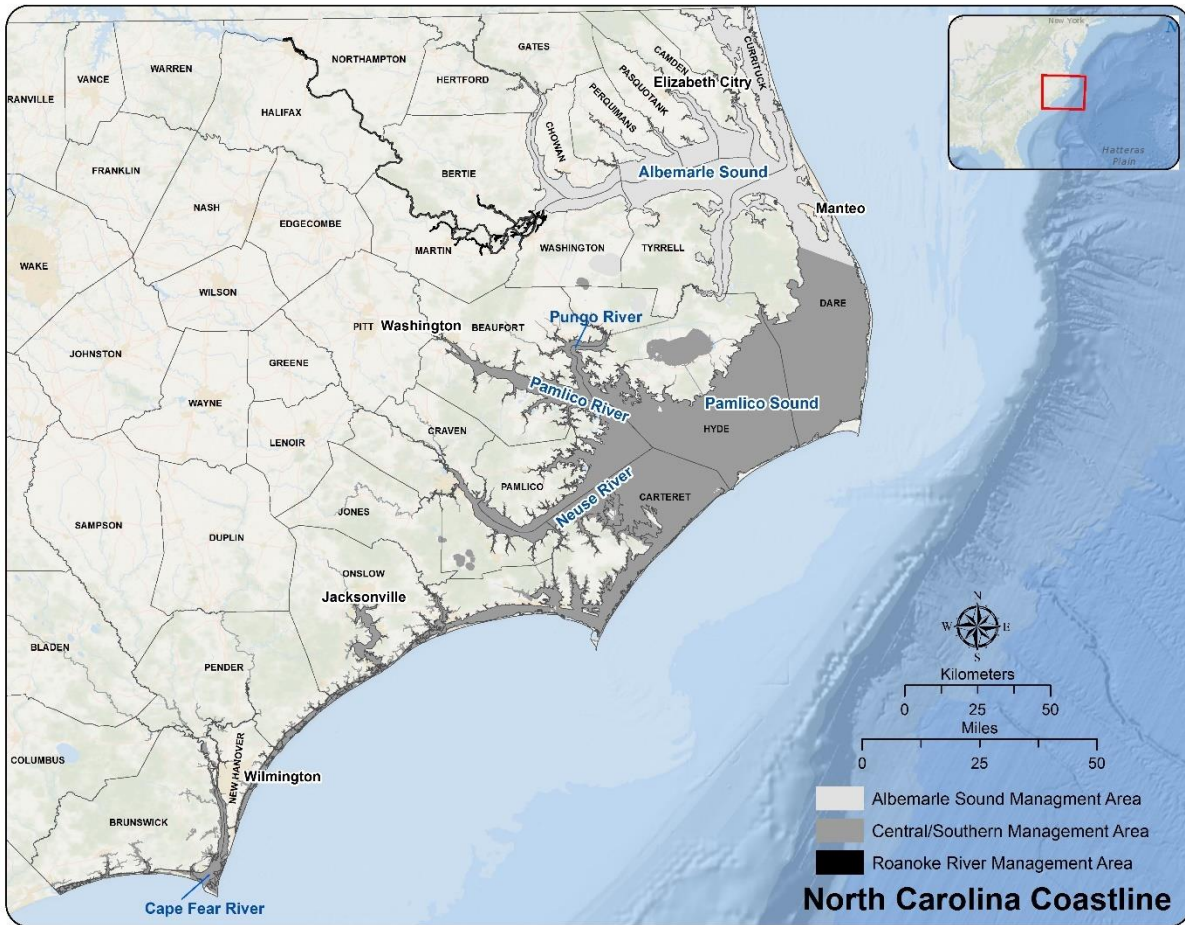 New York
N
Hatteras
Plain
GATES
CAMDEN
CURRITUCK
NORTHAMPTON
HERTFORD
PASQUOTANK
Elizabeth Citry
WARREN
VANCE
PERQUIMANS
RANVILLE
HALIFAX
CHOWAN
Albemarle Sound
FRANKLIN
BERTIE
NASH
EDGECOMBE
Manteo
MARTIN
WASHINGTON
TYRRELL
WAKE
WILSON
DARE
PITT
Washington
BEAUFORT
Pungo River
JOHNSTON
GREENE
Pamlico River
Pamlico Sound
WAYNE
HYDE
CRAVEN
LENOIR
PAMLICO
Neuse River
CARTERET
JONES
SAMPSON
DUPLIN
ONSLOW
Jacksonville
BLADEN
PENDER
N
W
E
S
Kilometers
0 25 50
Miles
0 25 50
COLUMBUS
NEW HANOVER
Wilmington
BRUNSWICK
Cape Fear River
Albemarle Sound Managment Area
Central/Southern Management Area
Roanoke River Management Area
North Carolina Coastline